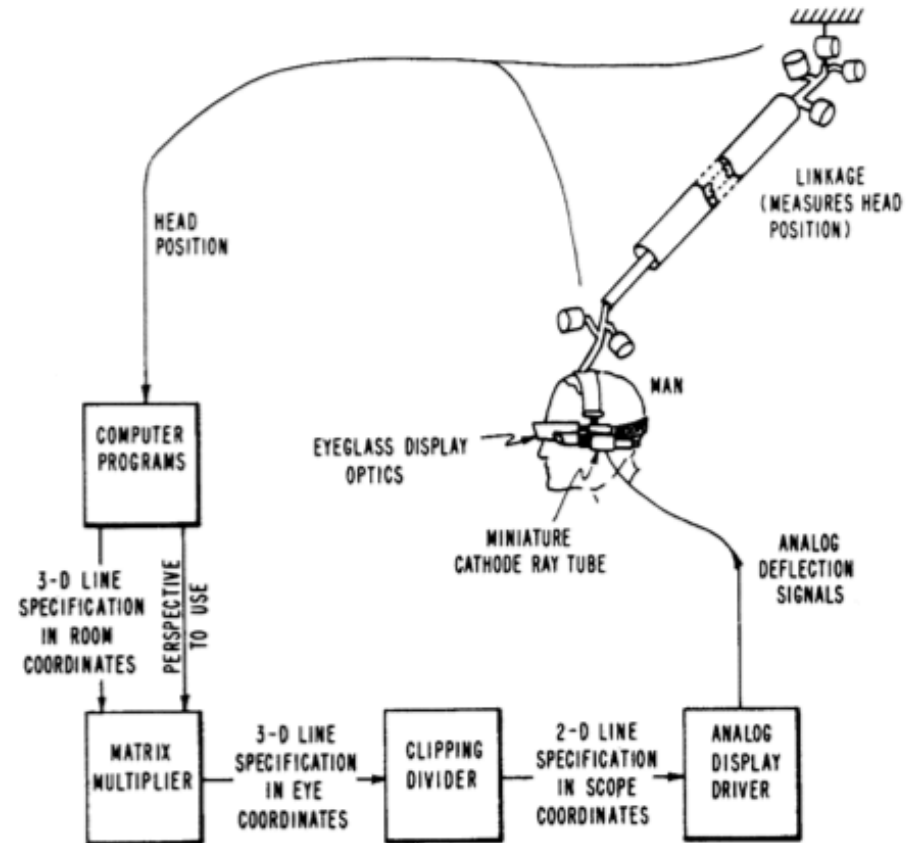 LINKAGE
(MEASURES HEAD
POSITION)
HEAD
POSITION
MAN
COMPUTER
PROGRAMS
EYEGLASS DISPLAY
OPTICS
MINIATURE
CATHODE RAY TUBE
ANALOG
DEFLECTION
SIGNALS
3-D LINE
SPECIFICATION
IN ROOM
COORDINATES
PERSPECTIVE
TO USE
MATRIX
MULTIPLIER
3-D LINE
SPECIFICATION
IN EYE
COORDINATES
CLIPPING
DIVIDER
2-D LINE
SPECIFICATION
IN SCOPE
COORDINATES
ANALOG
DISPLAY
DRIVER